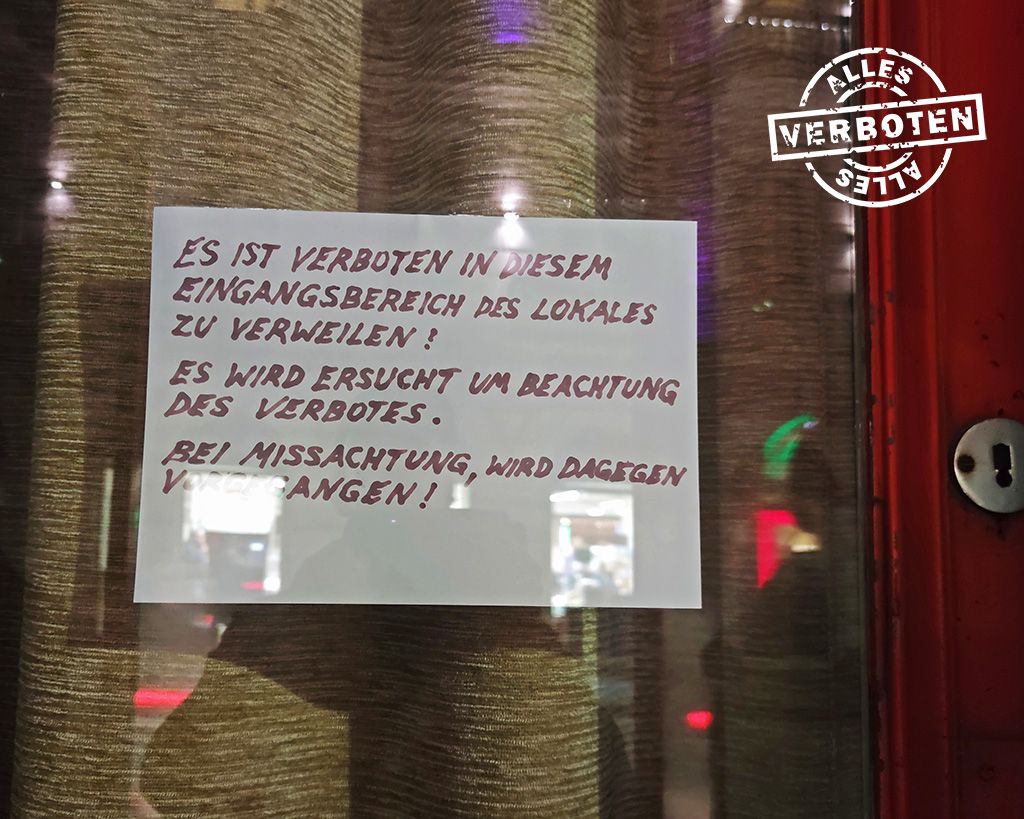 ALLES
VERBOTEN
ALLES
ES IST VERBOTEN IN DIESEM
EINGANGSBEREICH DES LOKALES
ZU VERWEILEN!
ES WIRD ERSUCHT UM BEACHTUNG
DES VERBOTES.
BEI MISSACHTUNG, WIRD DAGEGEN
VORGEGANGEN!